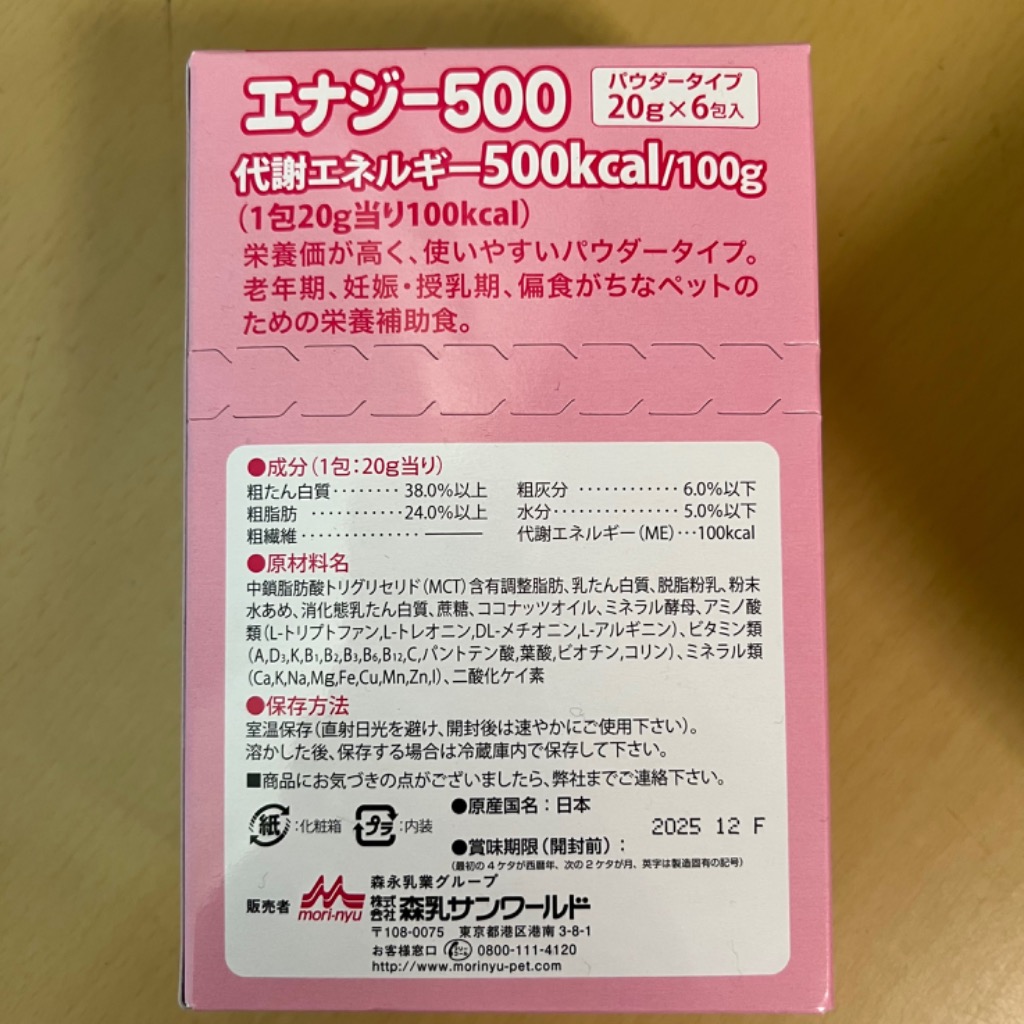 エナジー500
パウダータイプ
20g×6包入
代謝エネルギー500kcal/100g
(1包20g当り100kcal)
栄養価が高く、使いやすいパウダータイプ。
老年期、妊娠・授乳期、偏食がちなペットの
ための栄養補助食。
●成分(1包:20g当り)
粗たん白質········ 38.0%以上 粗灰分 ············ 6.0%以下
粗脂肪 ···········24.0%以上 水分··············· 5.0%以下
粗繊維·············· ――― 代謝エネルギー(ME)···100kcal
●原材料名
中鎖脂肪酸トリグリセリド(MCT)含有調整脂肪、乳たん白質、脱脂粉乳、粉末
水あめ、消化態乳たん白質、蔗糖、ココナッツオイル、ミネラル酵母、アミノ酸
類(L-トリプトファン,L-トレオニン,DL-メチオニン,L-アルギニン)、ビタミン類
(A,D₃,K,B₁,B₂,B₃,B₆,B₁₂,C,パントテン酸,葉酸,ビオチン,コリン)、ミネラル類
(Ca,K,Na,Mg,Fe,Cu,Mn,Zn,I)、二酸化ケイ素
●保存方法
室温保存(直射日光を避け、開封後は速やかにご使用下さい)。
溶かした後、保存する場合は冷蔵庫内で保存して下さい。
■商品にお気づきの点がございましたら、弊社までご連絡下さい。
紙:化粧箱 プラ:内装
●原産国名:日本
2025 12 F
●賞味期限(開封前):
(最初の4ケタが西暦年、次の2ケタが月、英字は製造固有の記号)
森永乳業グループ
販売者 mori-nyu 株式会社 森乳サンワールド
〒108-0075 東京都港区港南3-8-1
お客様窓口 0800-111-4120
http://www.morinyu-pet.com